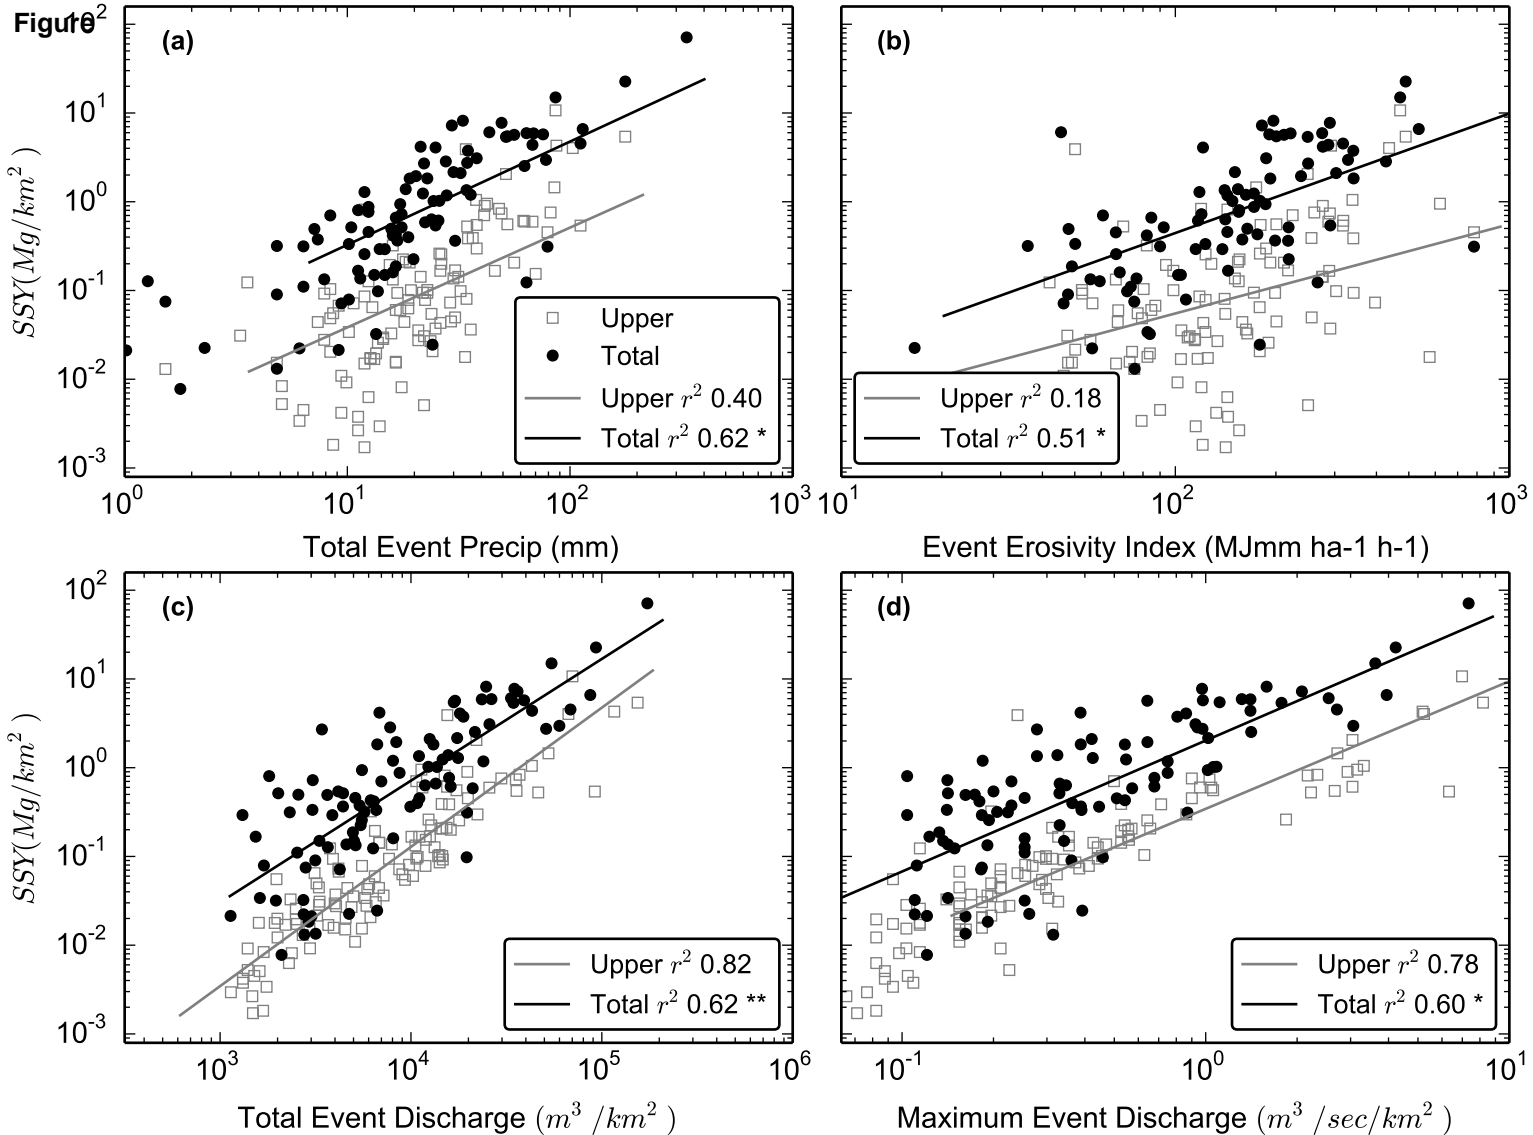 Figure
(a)
SSY(Mg/km²)
10² 10¹ 10⁰ 10⁻¹ 10⁻² 10⁻³
Upper
Total
Upper r² 0.40
Total r² 0.62 *
10⁰ 10¹ 10² 10³
Total Event Precip (mm)
(b)
Upper r² 0.18
Total r² 0.51 *
10¹ 10² 10³
Event Erosivity Index (MJmm ha-1 h-1)
(c)
SSY(Mg/km²)
10² 10¹ 10⁰ 10⁻¹ 10⁻² 10⁻³
Upper r² 0.82
Total r² 0.62 **
10³ 10⁴ 10⁵ 10⁶
Total Event Discharge (m³/km²)
(d)
Upper r² 0.78
Total r² 0.60 *
10⁻¹ 10⁰ 10¹
Maximum Event Discharge (m³/sec/km²)